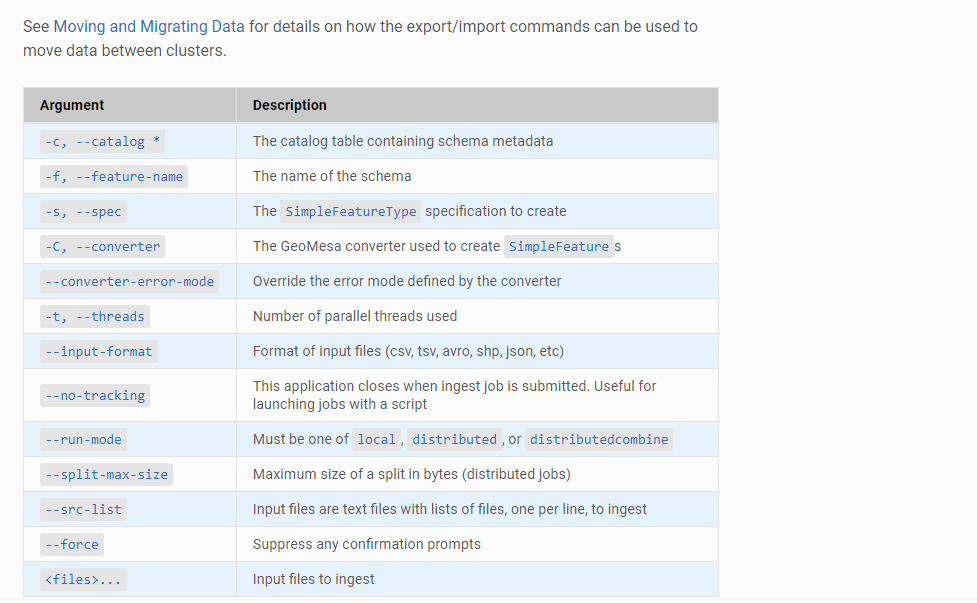 See Moving and Migrating Data for details on how the export/import commands can be used to
move data between clusters.
Argument Description
-c, --catalog * The catalog table containing schema metadata
-f, --feature-name The name of the schema
-s, --spec The SimpleFeatureType specification to create
-C, --converter The GeoMesa converter used to create SimpleFeature s
--converter-error-mode Override the error mode defined by the converter
-t, --threads Number of parallel threads used
--input-format Format of input files (csv, tsv, avro, shp, json, etc)
--no-tracking This application closes when ingest job is submitted. Useful for
launching jobs with a script
--run-mode Must be one of local , distributed , or distributedcombine
--split-max-size Maximum size of a split in bytes (distributed jobs)
--src-list Input files are text files with lists of files, one per line, to ingest
--force Suppress any confirmation prompts
<files>... Input files to ingest